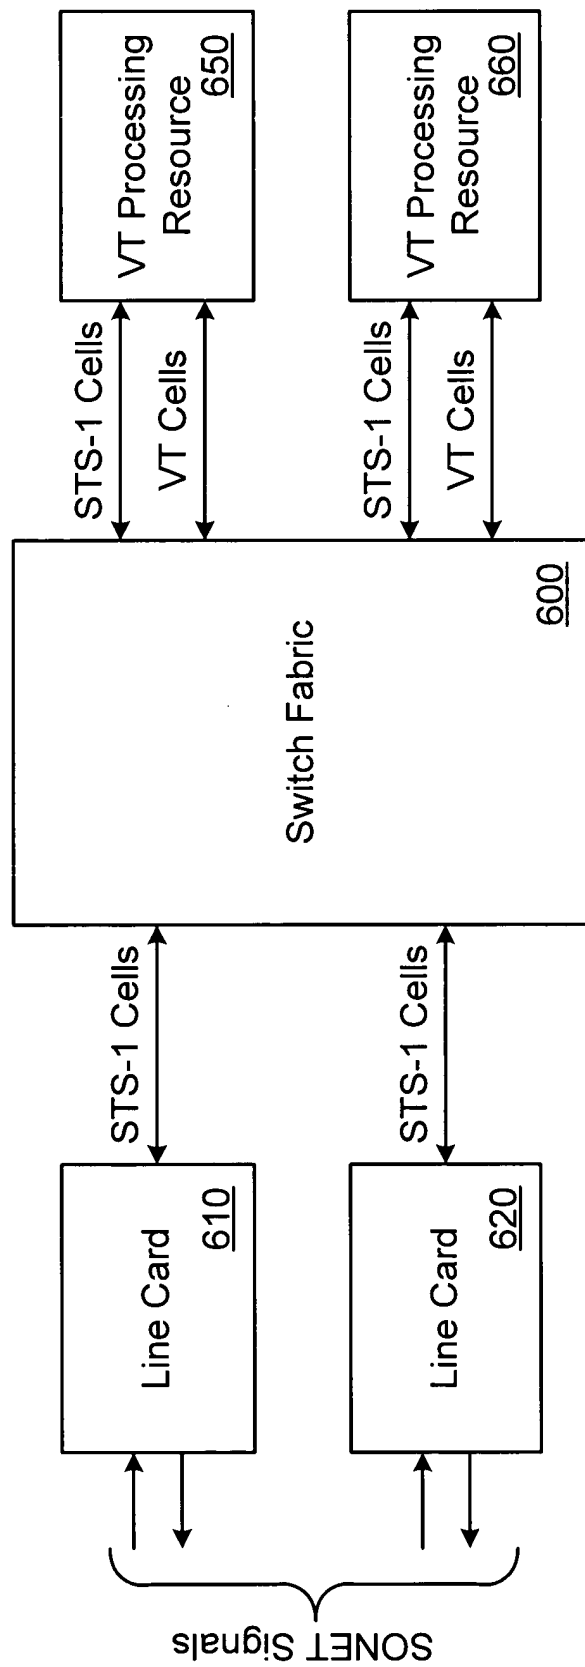 SONET Signals
Line Card
610
Line Card
620
STS-1 Cells
STS-1 Cells
Switch Fabric
600
STS-1 Cells
VT Cells
STS-1 Cells
VT Cells
VT Processing
Resource
650
VT Processing
Resource
660